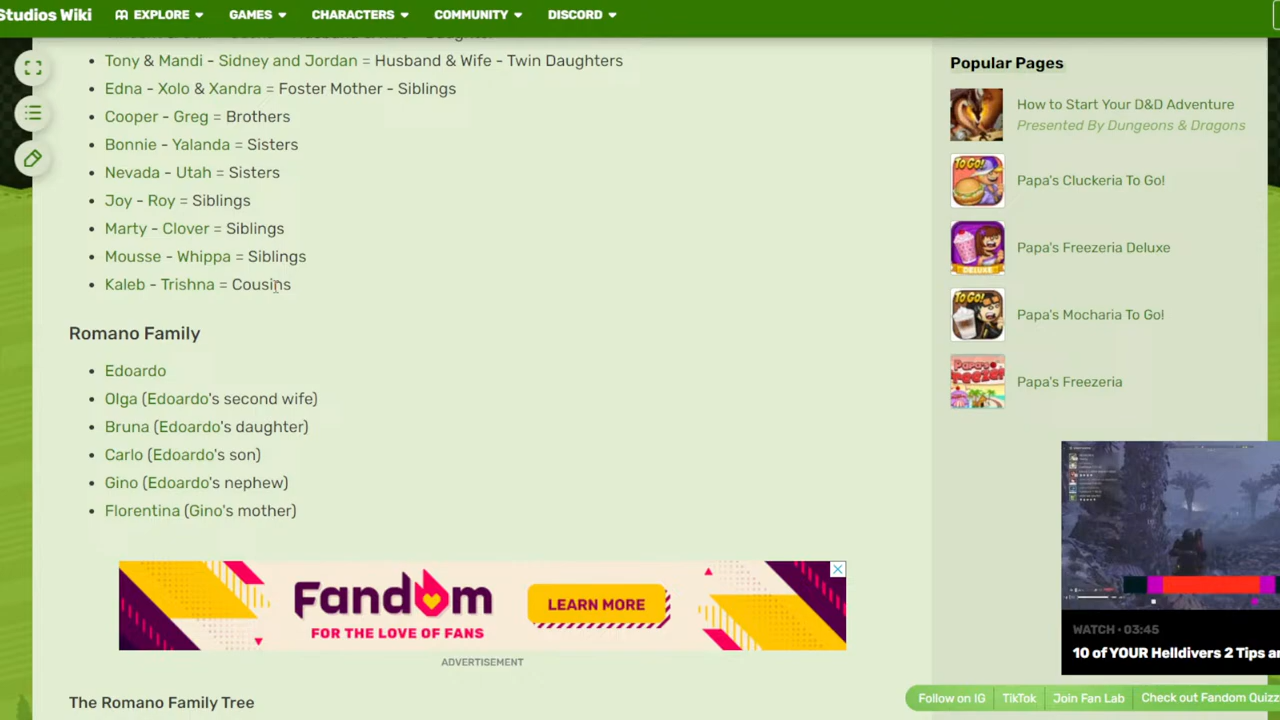 Studios Wiki
EXPLORE
GAMES
CHARACTERS
COMMUNITY
DISCORD
Tony & Mandi - Sidney and Jordan = Husband & Wife - Twin Daughters
Edna - Xolo & Xandra = Foster Mother - Siblings
Cooper - Greg = Brothers
Bonnie - Yalanda = Sisters
Nevada - Utah = Sisters
Joy - Roy = Siblings
Marty - Clover = Siblings
Mousse - Whippa = Siblings
Kaleb - Trishna = Cousins
Romano Family
Edoardo
Olga (Edoardo's second wife)
Bruna (Edoardo's daughter)
Carlo (Edoardo's son)
Gino (Edoardo's nephew)
Florentina (Gino's mother)
Fandom
FOR THE LOVE OF FANS
LEARN MORE
ADVERTISEMENT
The Romano Family Tree
Popular Pages
How to Start Your D&D Adventure
Presented By Dungeons & Dragons
TO GO!
Papa's Cluckeria To Go!
DELUXE
Papa's Freezeria Deluxe
TO GO!
Papa's Mocharia To Go!
Papa's Freezeria
WATCH • 03:45
10 of YOUR Helldivers 2 Tips
Follow on IG
TikTok
Join Fan Lab
Check out Fandom Quizz